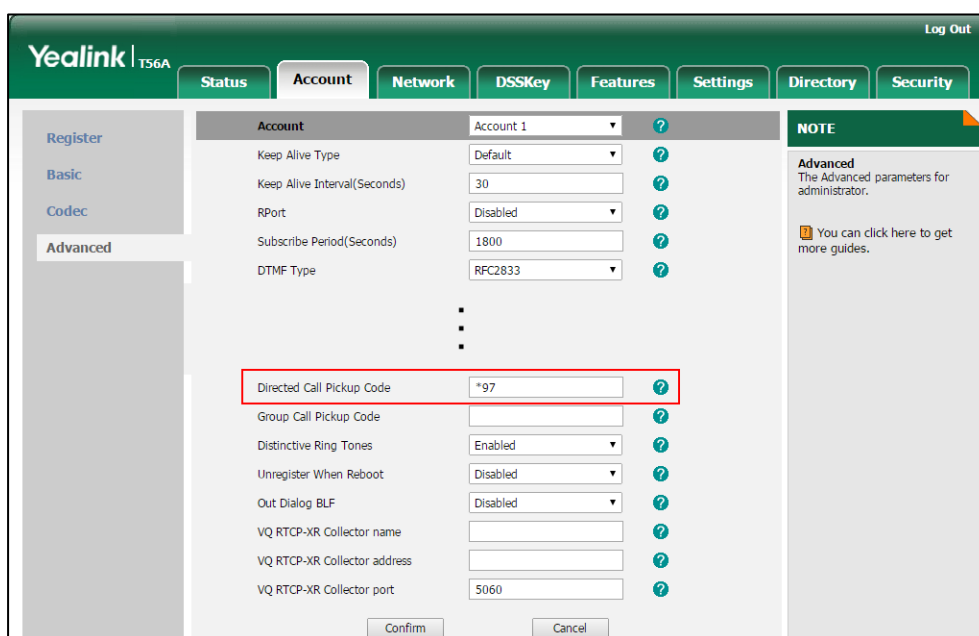 Log Out
Yealink | T56A
Status Account Network DSSKey Features Settings Directory Security
Register
Basic
Codec
Advanced
Account Account 1 ?
Keep Alive Type Default ?
Keep Alive Interval(Seconds) 30 ?
RPort Disabled ?
Subscribe Period(Seconds) 1800 ?
DTMF Type RFC2833 ?
Directed Call Pickup Code *97 ?
Group Call Pickup Code ?
Distinctive Ring Tones Enabled ?
Unregister When Reboot Disabled ?
Out Dialog BLF Disabled ?
VQ RTCP-XR Collector name ?
VQ RTCP-XR Collector address ?
VQ RTCP-XR Collector port 5060 ?
Confirm Cancel
NOTE
Advanced
The Advanced parameters for
administrator.
? You can click here to get
more guides.